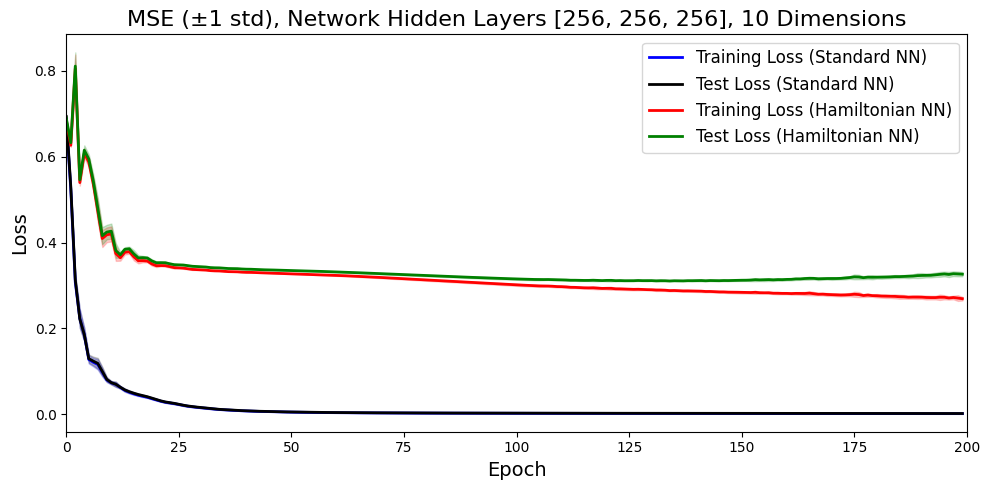 MSE (±1 std), Network Hidden Layers [256, 256, 256], 10 Dimensions
Training Loss (Standard NN)
Test Loss (Standard NN)
Training Loss (Hamiltonian NN)
Test Loss (Hamiltonian NN)
Loss
0.8
0.6
0.4
0.2
0.0
0 25 50 75 100 125 150 175 200
Epoch